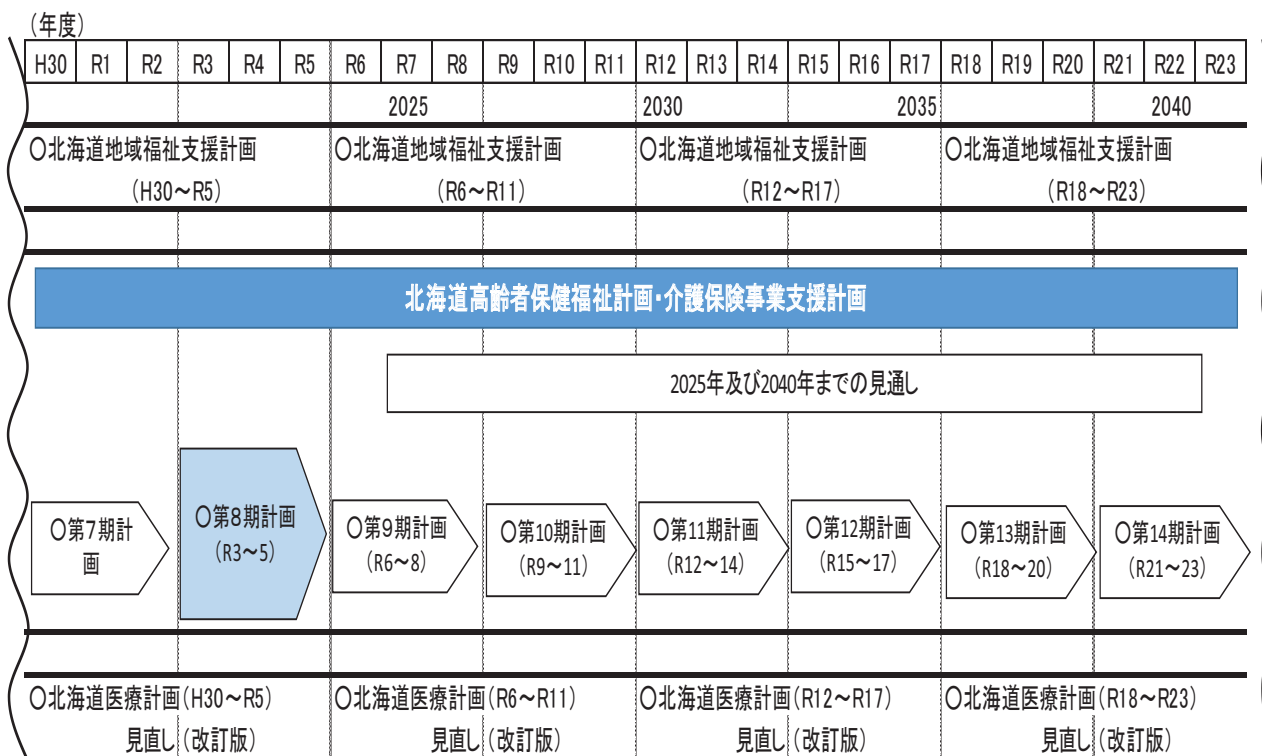 (年度)
H30 R1 R2 R3 R4 R5 R6 R7 R8 R9 R10 R11 R12 R13 R14 R15 R16 R17 R18 R19 R20 R21 R22 R23
2025 2030 2035 2040
○北海道地域福祉支援計画 ○北海道地域福祉支援計画 ○北海道地域福祉支援計画 ○北海道地域福祉支援計画
(H30～R5) (R6～R11) (R12～R17) (R18～R23)
北海道高齢者保健福祉計画・介護保険事業支援計画
2025年及び2040年までの見通し
○第7期計
画
○第8期計画
(R3～5)
○第9期計画
(R6～8)
○第10期計画
(R9～11)
○第11期計画
(R12～14)
○第12期計画
(R15～17)
○第13期計画
(R18～20)
○第14期計画
(R21～23)
○北海道医療計画(H30～R5) ○北海道医療計画(R6～R11) ○北海道医療計画(R12～R17) ○北海道医療計画(R18～R23)
見直し(改訂版) 見直し(改訂版) 見直し(改訂版) 見直し(改訂版)